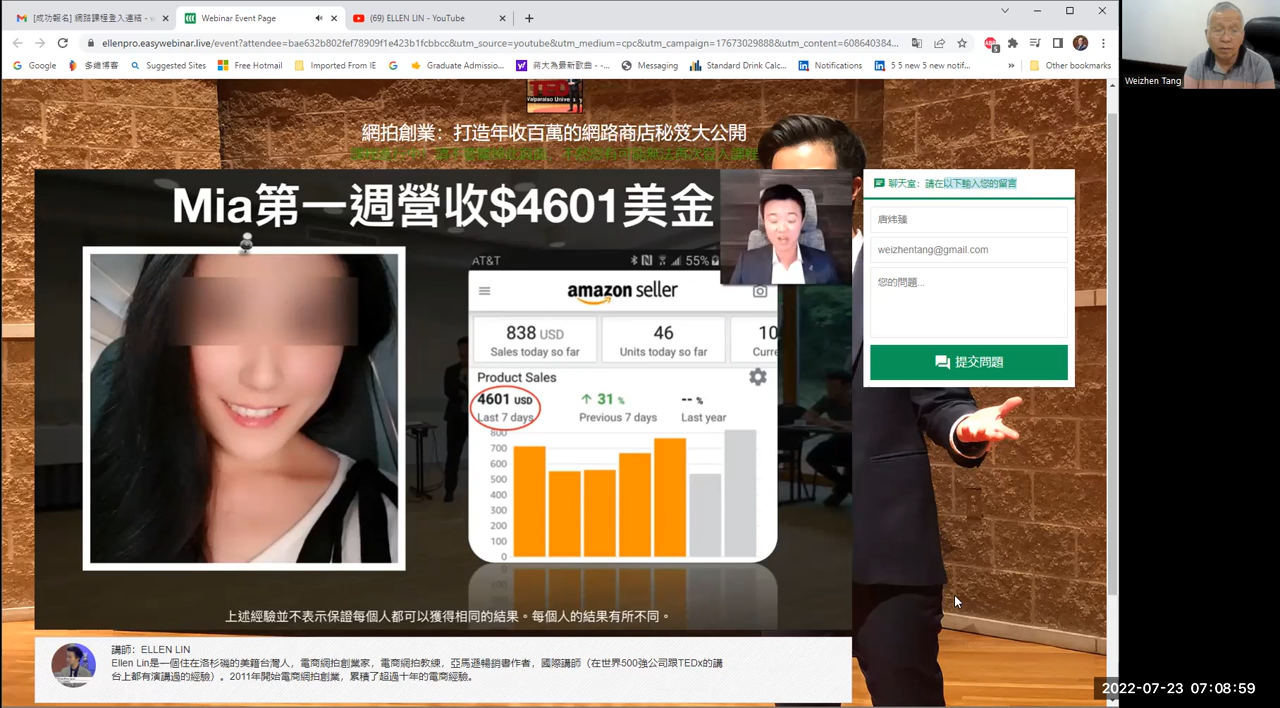 [成功報名] 網路課程登入連結 - w
Webinar Event Page
(69) ELLEN LIN - YouTube
ellenpro.easywebinar.live/event?attendee=bae632b802fef78909f1e423b1fcbbcc&utm_source=youtube&utm_medium=cpc&utm_campaign=17673029888&utm_content=608640384...
Google
多維博客
Suggested Sites
Free Hotmail
Imported From IE
Graduate Admissio...
蔣大為最新歌曲 - -...
Messaging
Standard Drink Calc...
Notifications
5 5 new 5 new notif...
»
Other bookmarks
Weizhen Tang
Valparaiso Unive
網拍創業：打造年收百萬的網路商店秘笈大公開
Mia第一週營收$4601美金
AT&T
55%
amazon seller
838 USD
Sales today so far
46
Units today so far
10
Curre
Product Sales
4601 USD
Last 7 days
↑ 31 %
Previous 7 days
-- %
Last year
800
700
600
500
400
300
200
100
0
上述經驗並不表示保證每個人都可以獲得相同的結果。每個人的結果有所不同。
聊天室：請在以下輸入您的留言
唐炜臻
weizhentang@gmail.com
您的問題...
提交問題
講師：ELLEN LIN
Ellen Lin是一個住在洛杉磯的美籍台灣人，電商網拍創業家，電商網拍教練，亞馬遜暢銷書作者，國際講師（在世界500強公司跟TEDx的講
台上都有演講過的經驗）。2011年開始電商網拍創業，累積了超過十年的電商經驗。
2022-07-23 07:08:59